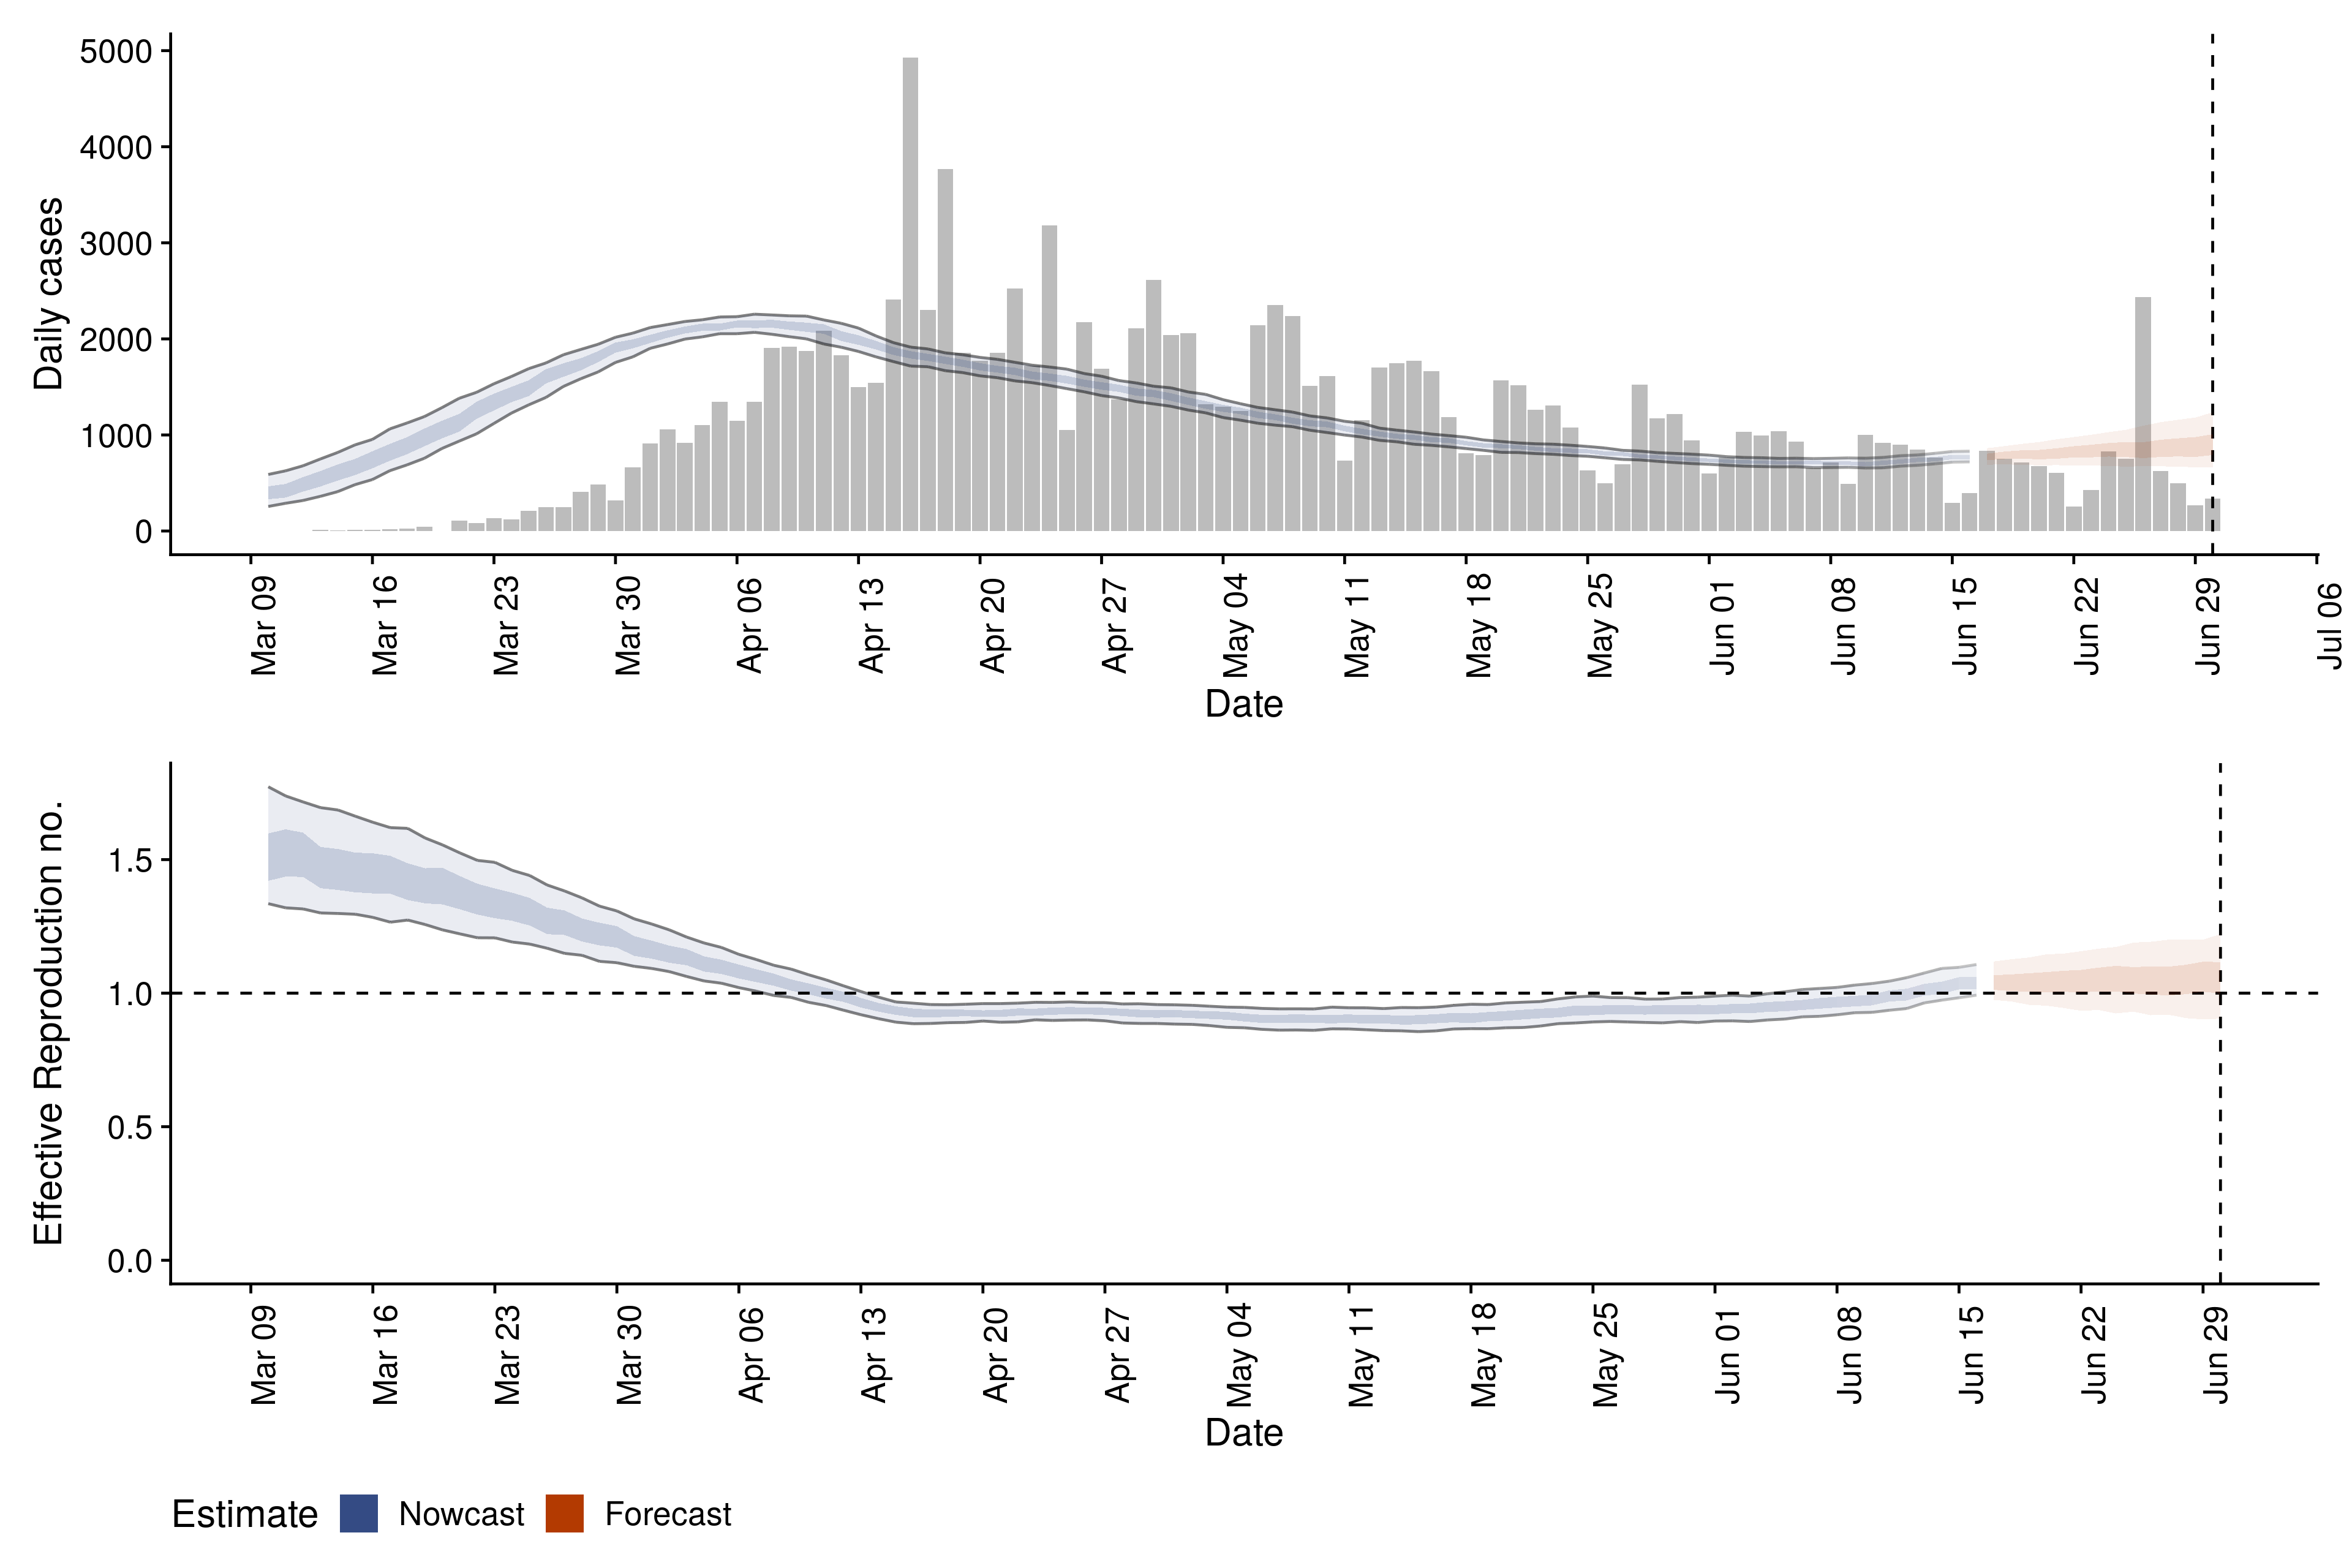 Daily cases
5000
4000
3000
2000
1000
0
Mar 09 Mar 16 Mar 23 Mar 30 Apr 06 Apr 13 Apr 20 Apr 27 May 04 May 11 May 18 May 25 Jun 01 Jun 08 Jun 15 Jun 22 Jun 29 Jul 06
Date
Effective Reproduction no.
1.5
1.0
0.5
0.0
Mar 09 Mar 16 Mar 23 Mar 30 Apr 06 Apr 13 Apr 20 Apr 27 May 04 May 11 May 18 May 25 Jun 01 Jun 08 Jun 15 Jun 22 Jun 29
Date
Estimate Nowcast Forecast